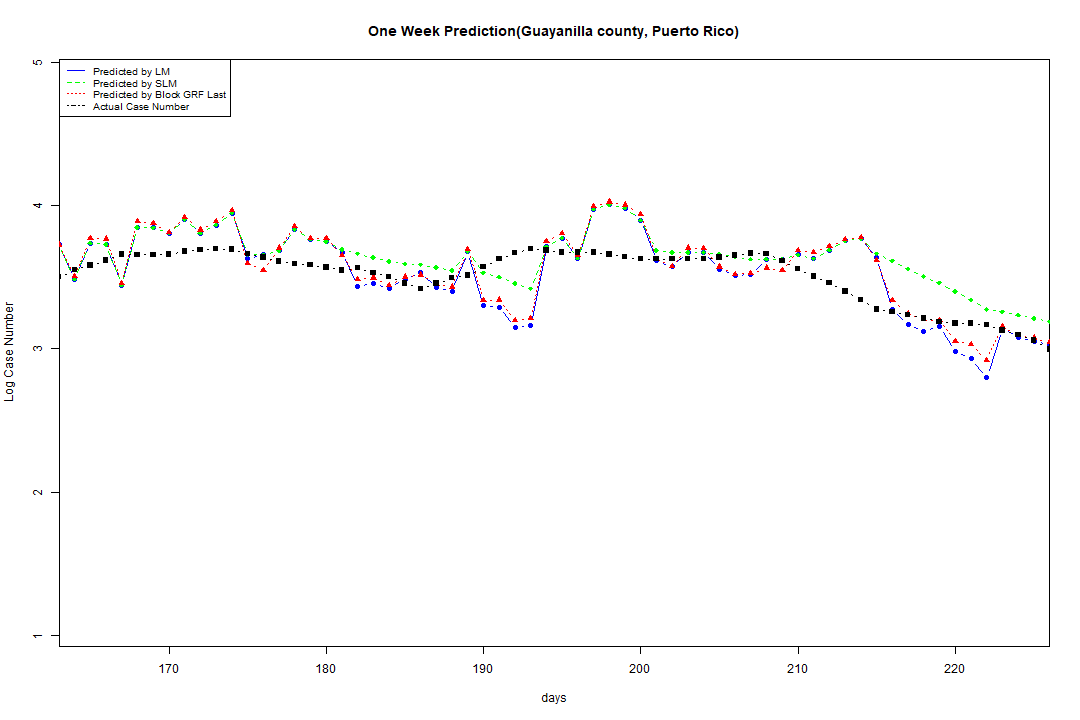 One Week Prediction(Guayanilla county, Puerto Rico)
Predicted by LM
Predicted by SLM
Predicted by Block GRF Last
Actual Case Number
5
4
3
2
1
Log Case Number
170 180 190 200 210 220
days